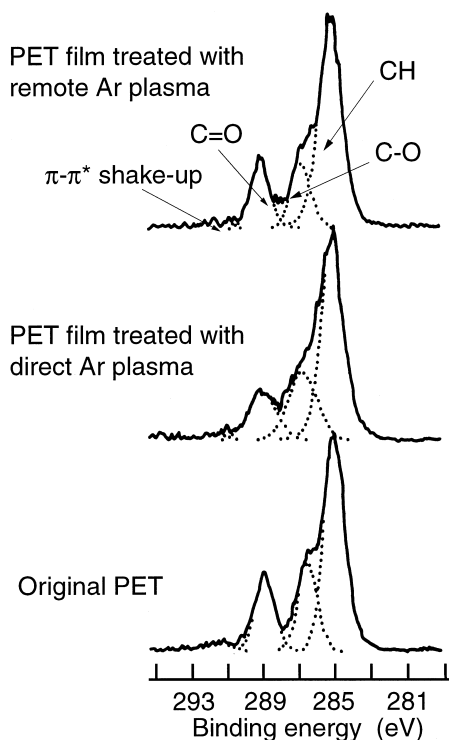 PET film treated with
remote Ar plasma
CH
C=O
C-O
π-π* shake-up
PET film treated with
direct Ar plasma
Original PET
293 289 285 281
Binding energy (eV)